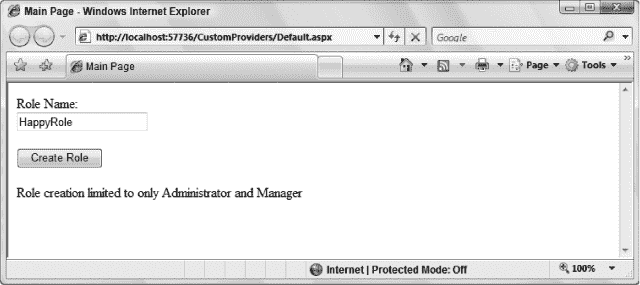 Main Page - Windows Internet Explorer
http://localhost:57736/CustomProviders/Default.aspx
Google
Main Page
Page
Tools
Role Name:
HappyRole
Create Role
Role creation limited to only Administrator and Manager
Internet | Protected Mode: Off
100%